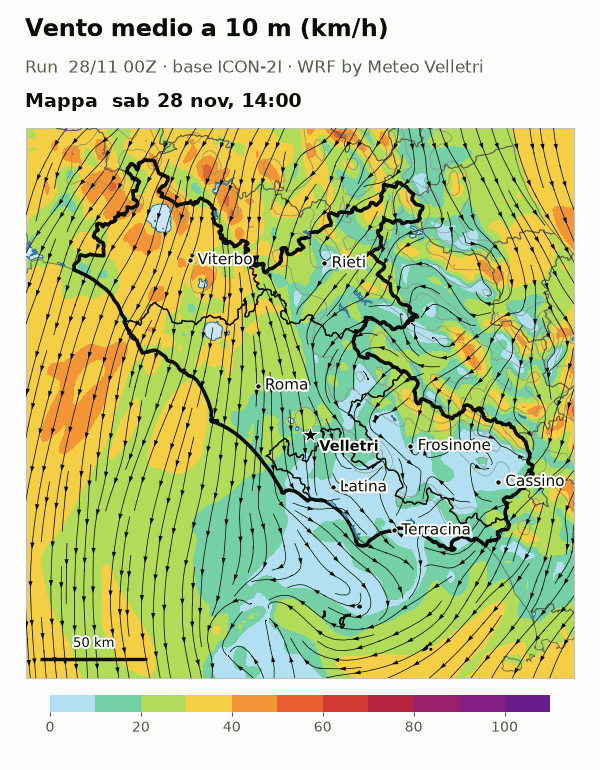 Vento medio a 10 m (km/h)
Run  28/11 00Z · base ICON-2I · WRF by Meteo Velletri
Mappa  sab 28 nov, 14:00
Viterbo
Rieti
Roma
Velletri
Frosinone
Latina
Cassino
Terracina
50 km
0 20 40 60 80 100